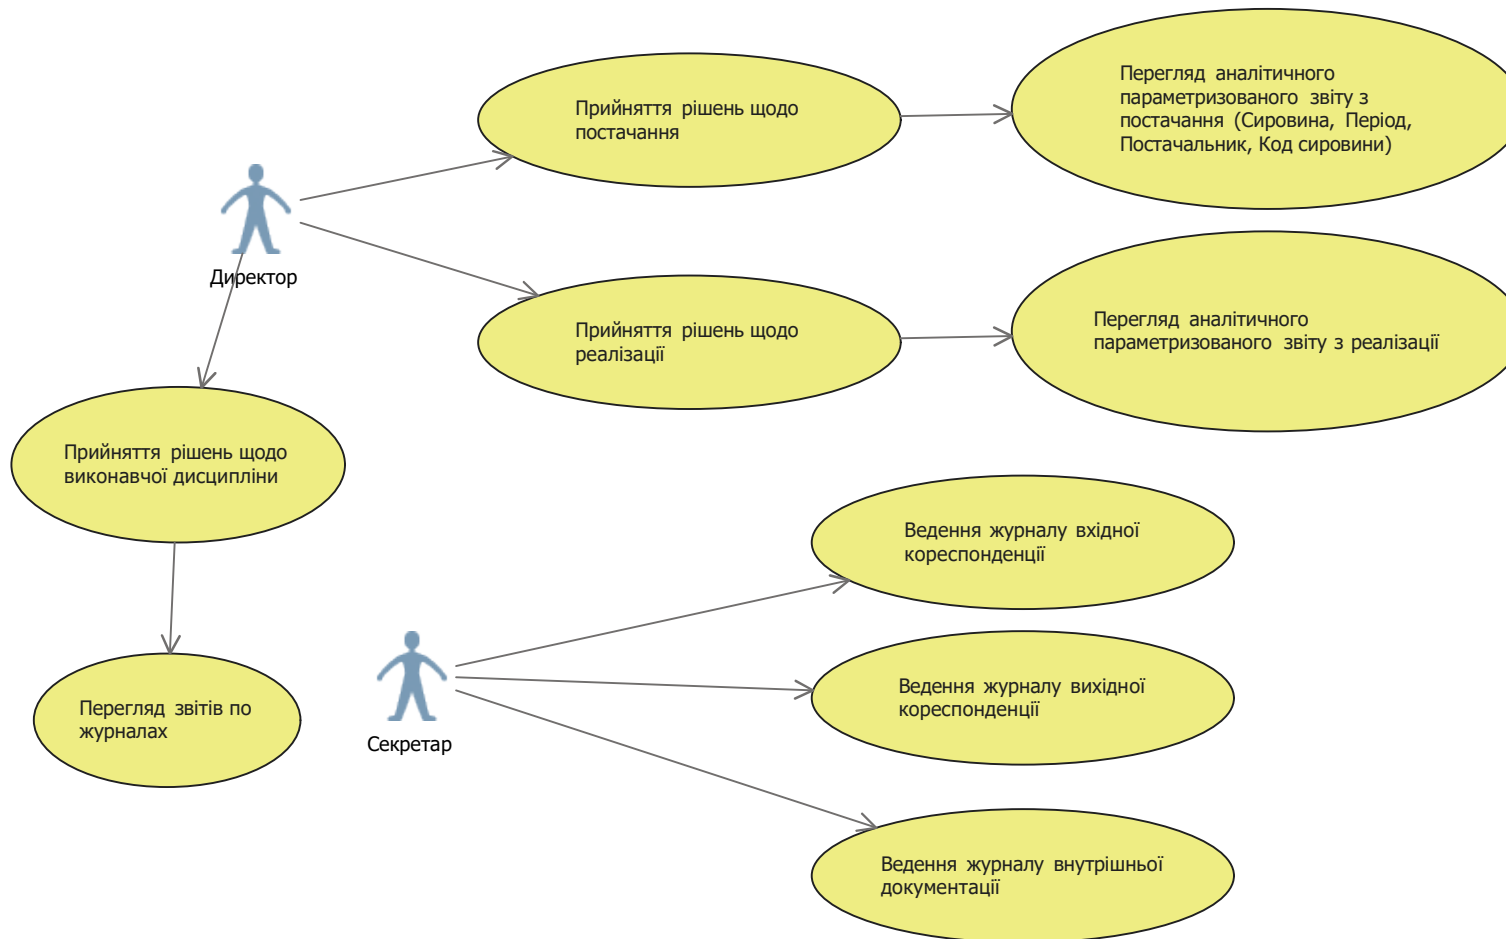 Перегляд аналітичного
параметризованого звіту з
постачання (Сировина, Період,
Постачальник, Код сировини)
Прийняття рішень щодо
постачання
Директор
Прийняття рішень щодо
реалізації
Перегляд аналітичного
параметризованого звіту з реалізації
Прийняття рішень щодо
виконавчої дисципліни
Ведення журналу вхідної
кореспонденції
Перегляд звітів по
журналах
Секретар
Ведення журналу вихідної
кореспонденції
Ведення журналу внутрішньої
документації